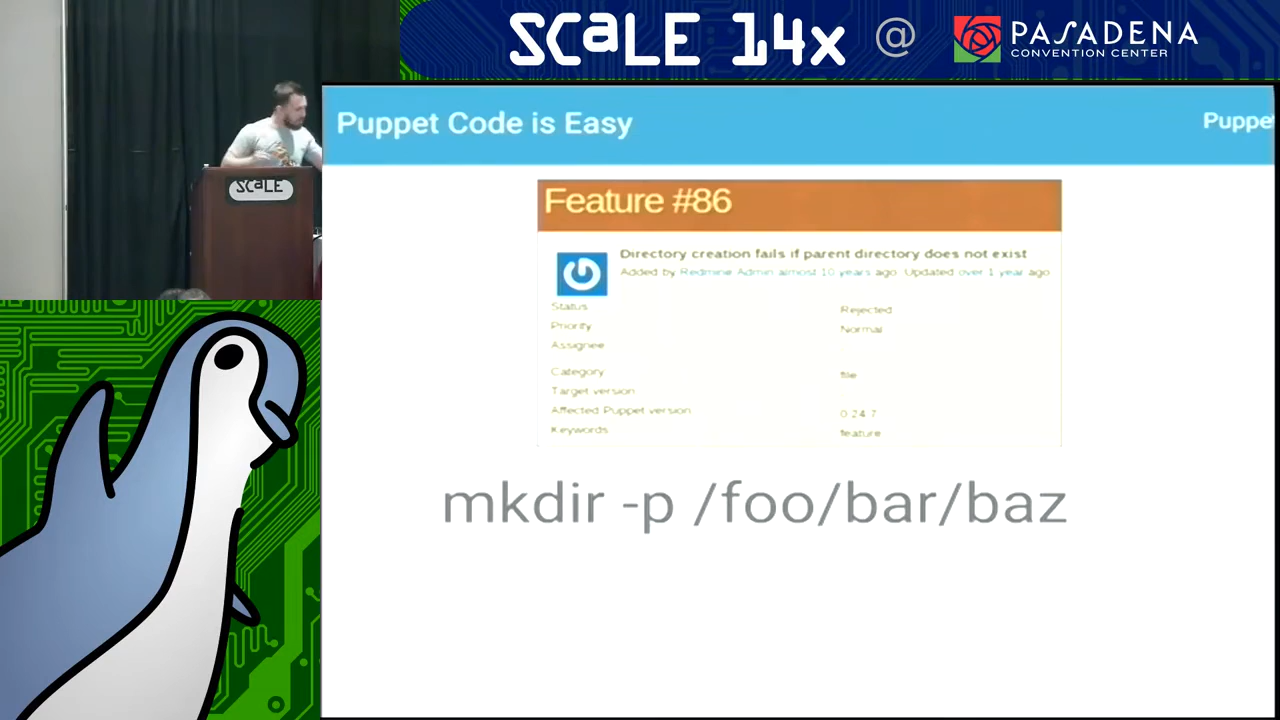 SCaLE 14x @ PASADENA
CONVENTION CENTER
Puppet Code is Easy
Puppe
SCaLE
Feature #86
Directory creation fails if parent directory does not exist
Added by Redmine Admin almost 10 years ago. Updated over 1 year ago
Status Rejected
Priority Normal
Assignee
Category file
Target version
Affected Puppet version 0.24.7
Keywords feature
mkdir -p /foo/bar/baz